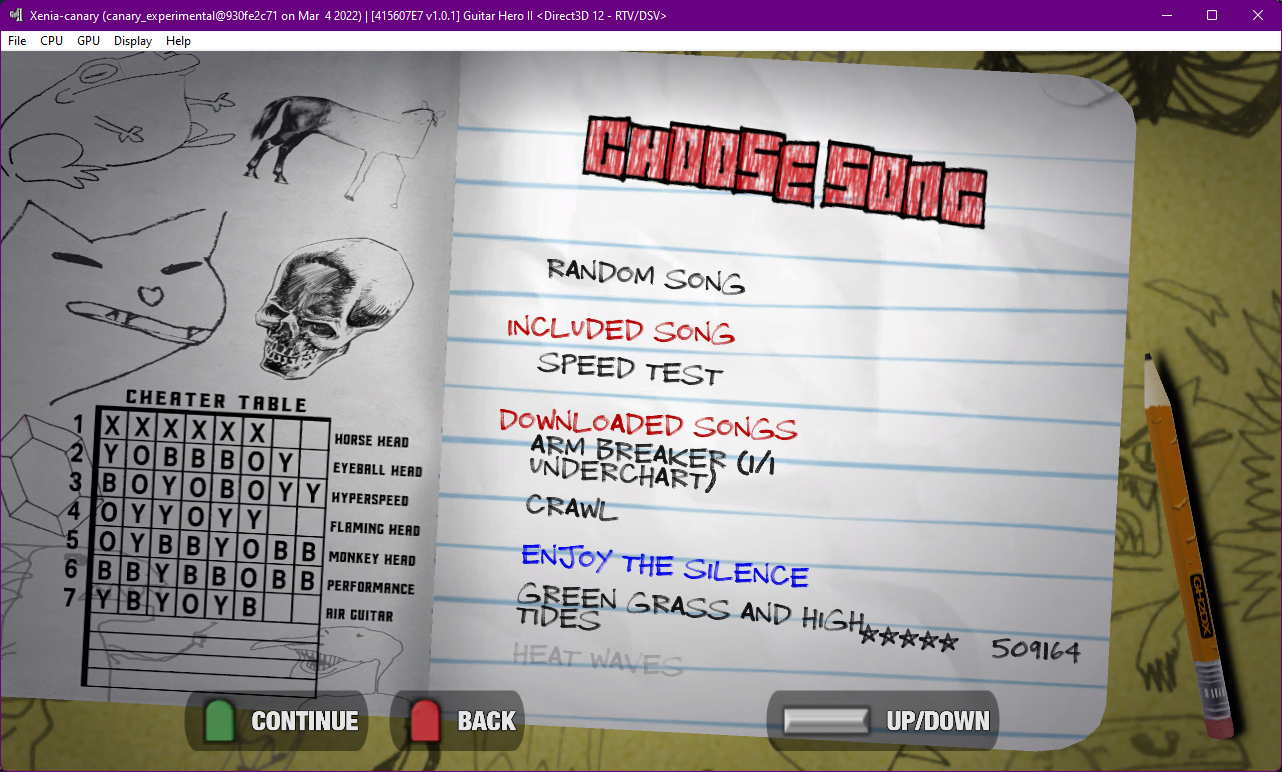 Xenia-canary (canary_experimental@930fe2c71 on Mar 4 2022) | [415607E7 v1.0.1] Guitar Hero II <Direct3D 12 - RTV/DSV>
File CPU GPU Display Help
CHOOSE SONG
RANDOM SONG
INCLUDED SONG
SPEED TEST
DOWNLOADED SONGS
ARM BREAKER (1/1
UNDERCHART)
CRAWL
ENJOY THE SILENCE
GREEN GRASS AND HIGH
TIDES ☆☆☆☆☆ 509164
HEAT WAVES
CHEATER TABLE
1 X X X X X X HORSE HEAD
2 Y O B B B O Y EYEBALL HEAD
3 B O Y O B O Y Y HYPERSPEED
4 O Y Y O Y Y FLAMING HEAD
5 O Y B B Y O B B MONKEY HEAD
6 B B Y B B O B B PERFORMANCE
7 Y B Y O Y B AIR GUITAR
GH2DX
CONTINUE BACK UP/DOWN